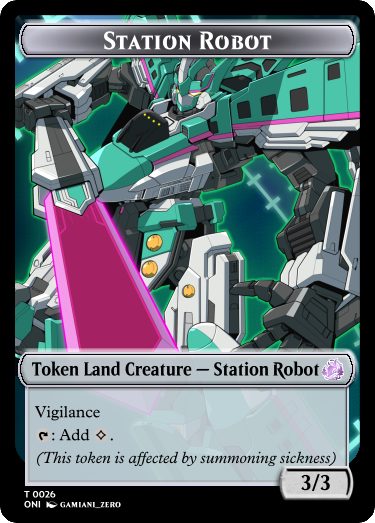 STATION ROBOT
Token Land Creature — Station Robot
Vigilance
: Add .
(This token is affected by summoning sickness)
3/3
T 0026
ONI GAMIANI_ZERO